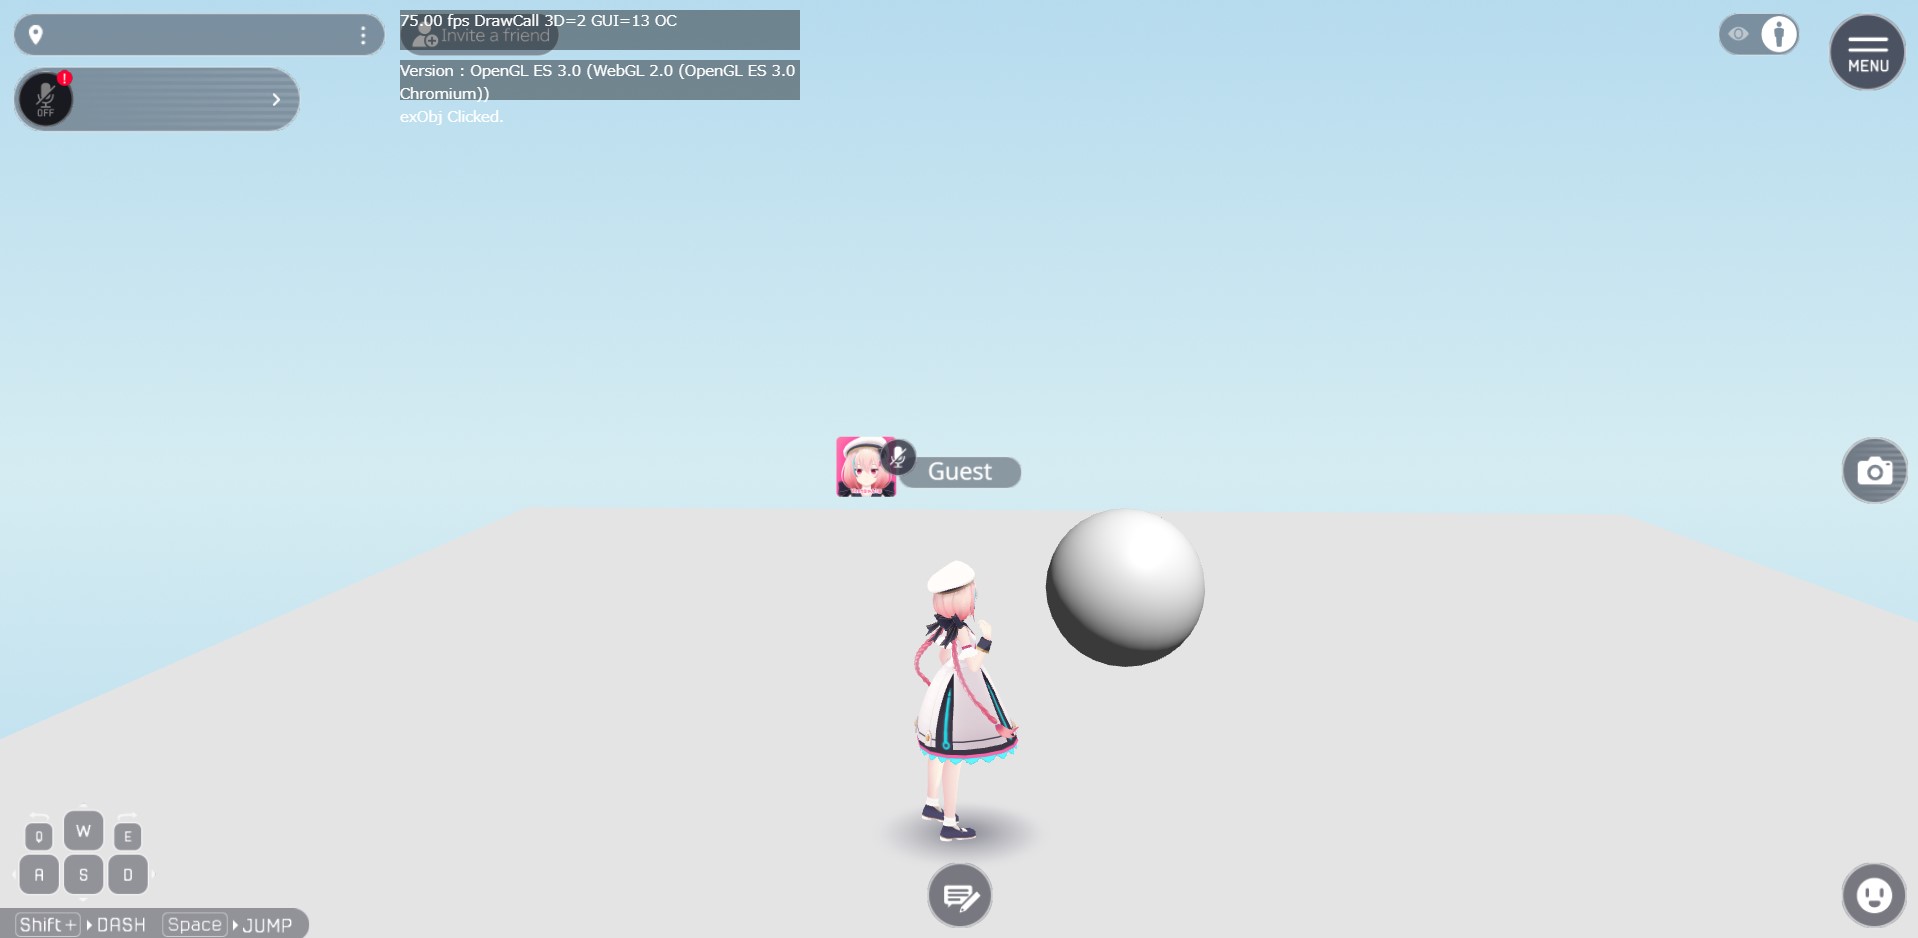 75.00 fps DrawCall 3D=2 GUI=13 OC
Invite a friend
Version : OpenGL ES 3.0 (WebGL 2.0 (OpenGL ES 3.0
Chromium))
exObj Clicked.
OFF
!
MENU
Guest
Q W E
A S D
Shift + DASH Space JUMP